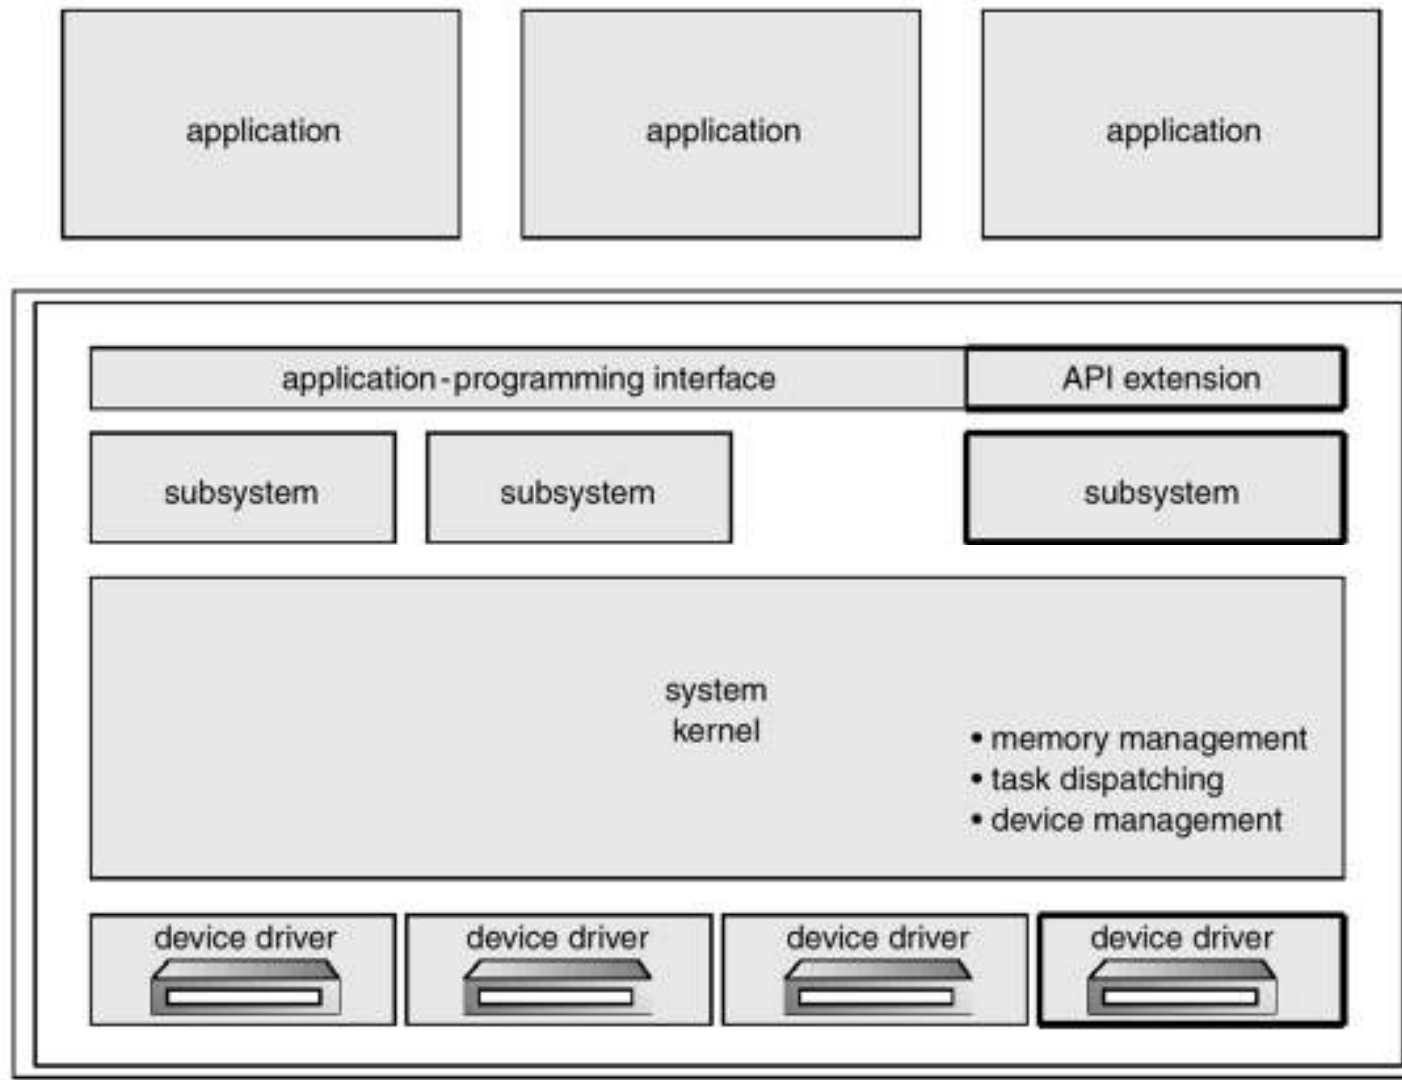 application
application
application
application-programming interface
API extension
subsystem
subsystem
subsystem
system
kernel
• memory management
• task dispatching
• device management
device driver
device driver
device driver
device driver